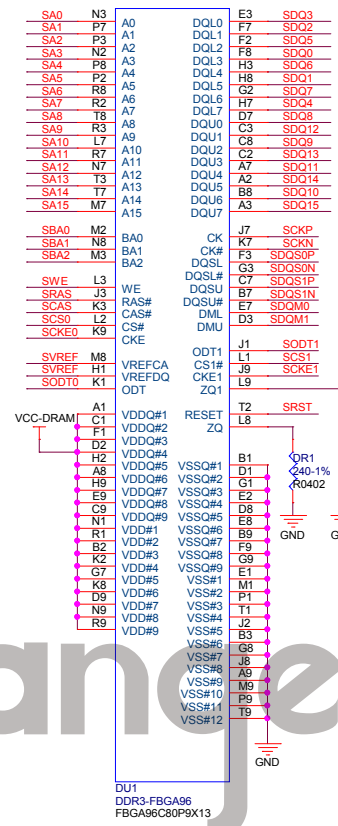 SA0 N3 A0 DQL0 E3 SDQ3
SA1 P7 A1 DQL1 F7 SDQ2
SA2 P3 A2 DQL2 F2 SDQ5
SA3 N2 A3 DQL3 F8 SDQ0
SA4 P8 A4 DQL4 H3 SDQ6
SA5 P2 A5 DQL5 H8 SDQ1
SA6 R8 A6 DQL6 G2 SDQ7
SA7 R2 A7 DQL7 H7 SDQ4
SA8 T8 A8 DQU0 D7 SDQ8
SA9 R3 A9 DQU1 C3 SDQ12
SA10 L7 A10 DQU2 C8 SDQ9
SA11 R7 A11 DQU3 C2 SDQ13
SA12 N7 A12 DQU4 A7 SDQ11
SA13 T3 A13 DQU5 A2 SDQ14
SA14 T7 A14 DQU6 B8 SDQ10
SA15 M7 A15 DQU7 A3 SDQ15
SBA0 M2 BA0 CK J7 SCKP
SBA1 N8 BA1 CK# K7 SCKN
SBA2 M3 BA2 DQSL F3 SDQS0P
DQSL# G3 SDQS0N
SWE L3 WE DQSU C7 SDQS1P
SRAS J3 RAS# DQSU# B7 SDQS1N
SCAS K3 CAS# DML E7 SDQM0
SCS0 L2 CS# DMU D3 SDQM1
SCKE0 K9 CKE
ODT1 J1 SODT1
SVREF M8 VREFCA CS1# L1 SCS1
SVREF H1 VREFDQ CKE1 J9 SCKE1
SODT0 K1 ODT ZQ1 L9
A1 VDDQ#1 RESET T2 SRST
VCC-DRAM C1 VDDQ#2 ZQ L8
F1 VDDQ#3
D2 VDDQ#4
H2 VDDQ#5 VSSQ#1 B1 DR1
A8 VDDQ#6 VSSQ#2 D1 240-1%
H9 VDDQ#7 VSSQ#3 G1 R0402
E9 VDDQ#8 VSSQ#4 E2
C9 VDDQ#9 VSSQ#5 D8
N1 VDD#1 VSSQ#6 E8
R1 VDD#2 VSSQ#7 B9 GND
B2 VDD#3 VSSQ#8 F9
K2 VDD#4 VSSQ#9 G9
G7 VDD#5 VSS#1 E1
K8 VDD#6 VSS#2 M1
D9 VDD#7 VSS#3 P1
N9 VDD#8 VSS#4 T1
R9 VDD#9 VSS#5 J2
VSS#6 B3
VSS#7 G8
VSS#8 J8
VSS#9 A9
VSS#10 M9
VSS#11 P9
VSS#12 T9
GND
DU1
DDR3-FBGA96
FBGA96C80P9X13
ange